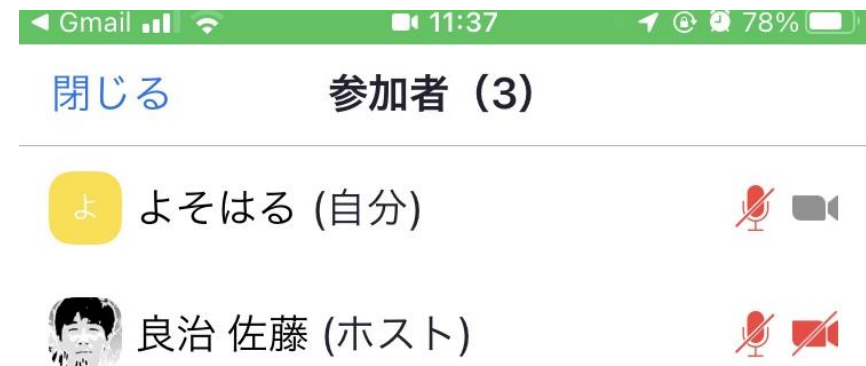 ◀ Gmail 11:37 78%
閉じる 参加者（3）
よ よそはる (自分)
良治 佐藤 (ホスト)